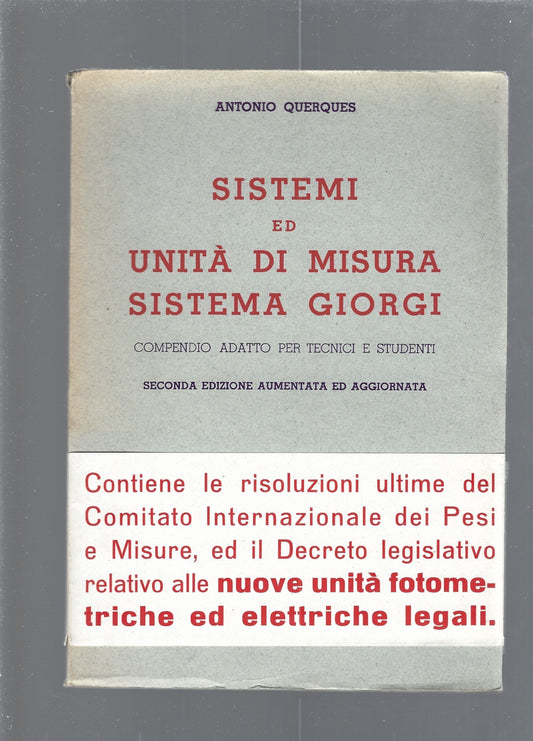 ANTONIO QUERQUES
SISTEMI
ED
UNITÀ DI MISURA
SISTEMA GIORGI
COMPENDIO ADATTO PER TECNICI E STUDENTI
SECONDA EDIZIONE AUMENTATA ED AGGIORNATA
Contiene le risoluzioni ultime del
Comitato Internazionale dei Pesi
e Misure, ed il Decreto legislativo
relativo alle nuove unità fotome-
triche ed elettriche legali.